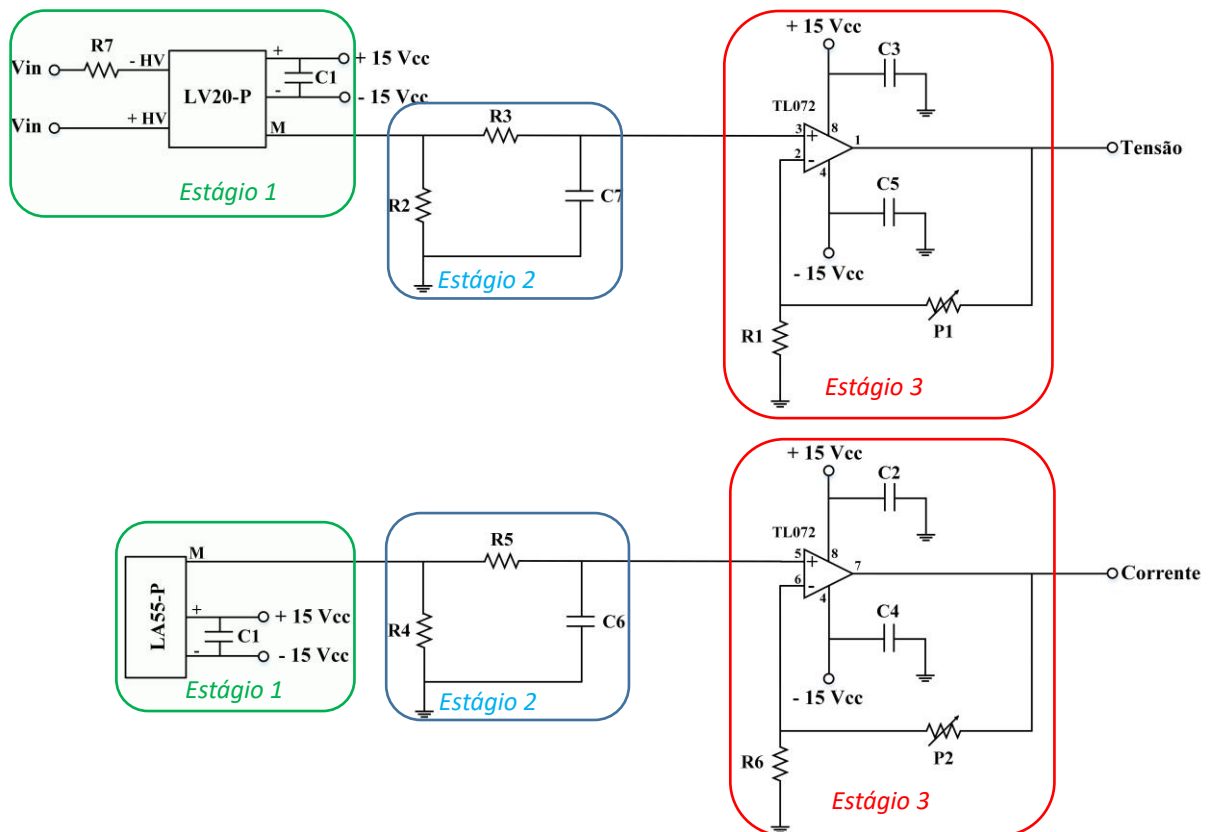 + 15 Vcc
R7
Vin
- HV
+
+ 15 Vcc
C1
LV20-P
-
- 15 Vcc
Vin
+ HV
M
Estágio 1
R3
R2
C7
Estágio 2
C3
TL072
3
+
8
1
2
-
4
Tensão
C5
- 15 Vcc
P1
R1
Estágio 3
+ 15 Vcc
C2
TL072
M
R5
5
+
8
7
6
-
4
Corrente
LA55-P
+
+ 15 Vcc
C1
-
- 15 Vcc
Estágio 1
R4
C6
Estágio 2
C4
- 15 Vcc
P2
R6
Estágio 3